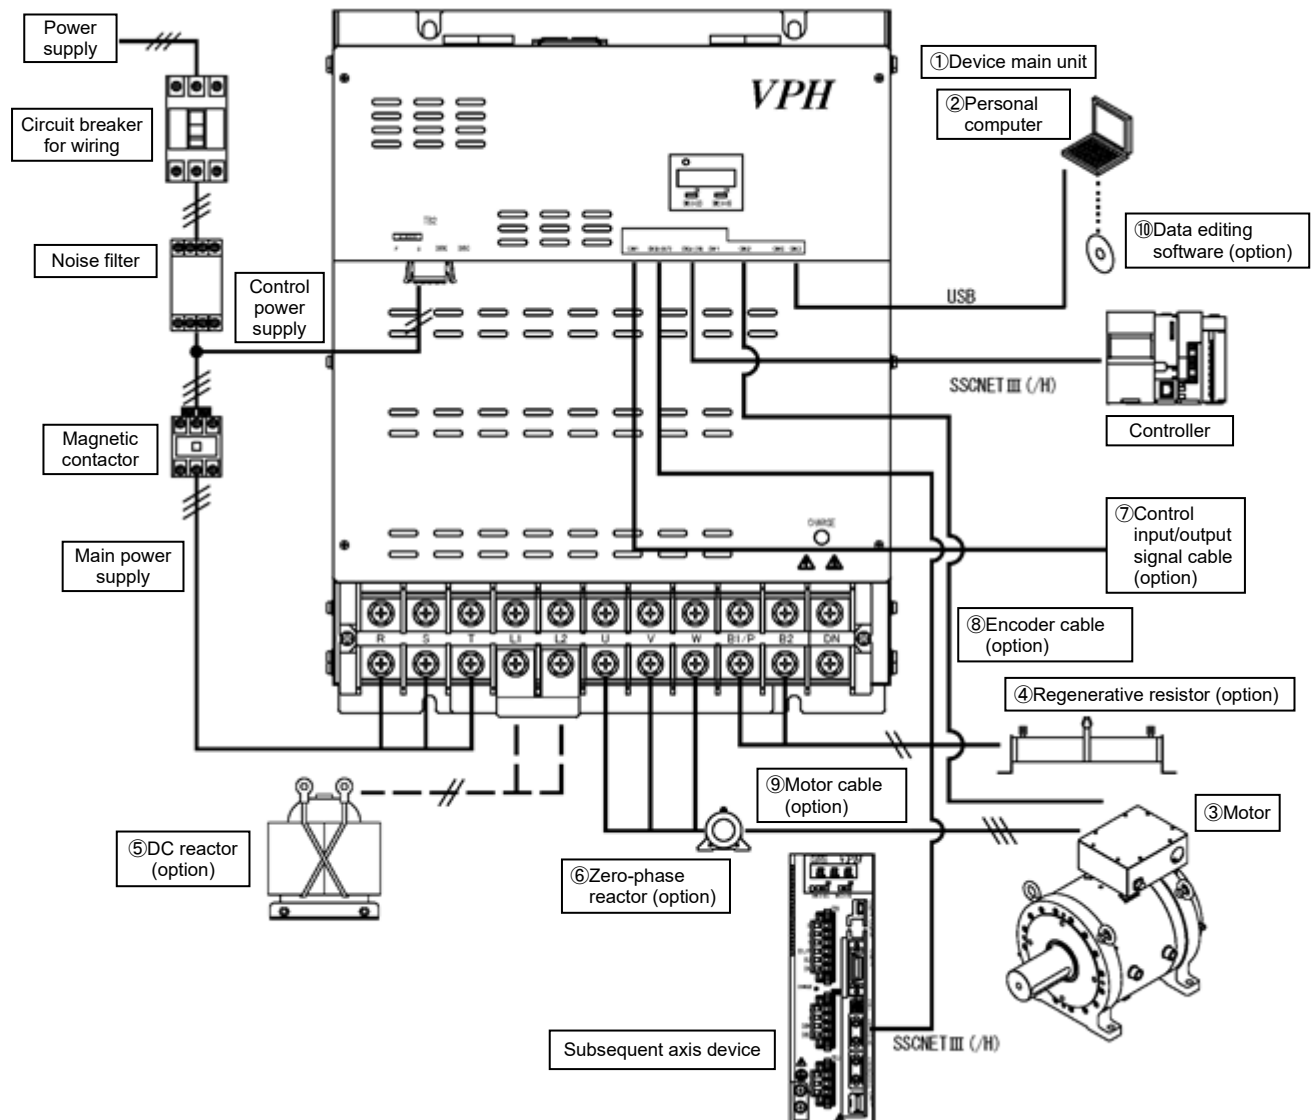 Power
supply
Circuit breaker
for wiring
Noise filter
Control
power
supply
Magnetic
contactor
Main power
supply
VPH
TB2
①Device main unit
②Personal
computer
⑩Data editing
software (option)
USB
SSCNETⅢ(/H)
Controller
CHARGE
⑦Control
input/output
signal cable
(option)
R S T L1 L2 U V W B1/P B2 DN
⑧Encoder cable
(option)
④Regenerative resistor (option)
⑨Motor cable
(option)
③Motor
⑤DC reactor
(option)
⑥Zero-phase
reactor (option)
Subsequent axis device
SSCNETⅢ(/H)